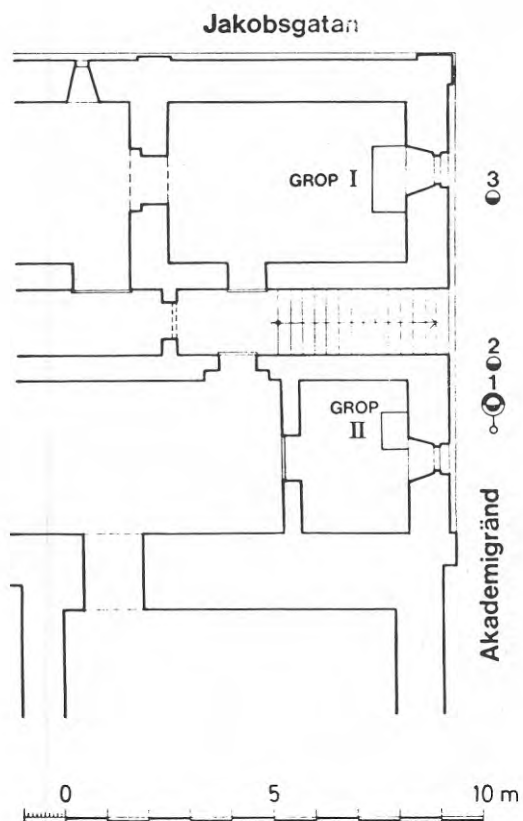 Jakobsgatan
GROP I
3
2
1
GROP
II
Akademigränd
0 5 10 m